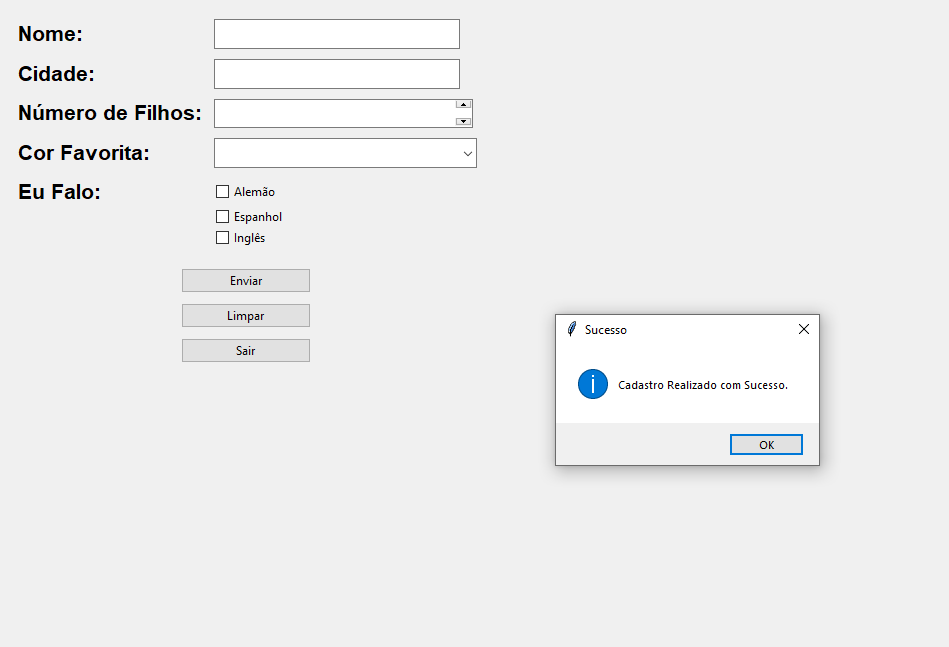 Nome:
Cidade:
Número de Filhos:
Cor Favorita:
Eu Falo:
Alemão
Espanhol
Inglês
Enviar
Limpar
Sair
Sucesso
Cadastro Realizado com Sucesso.
OK